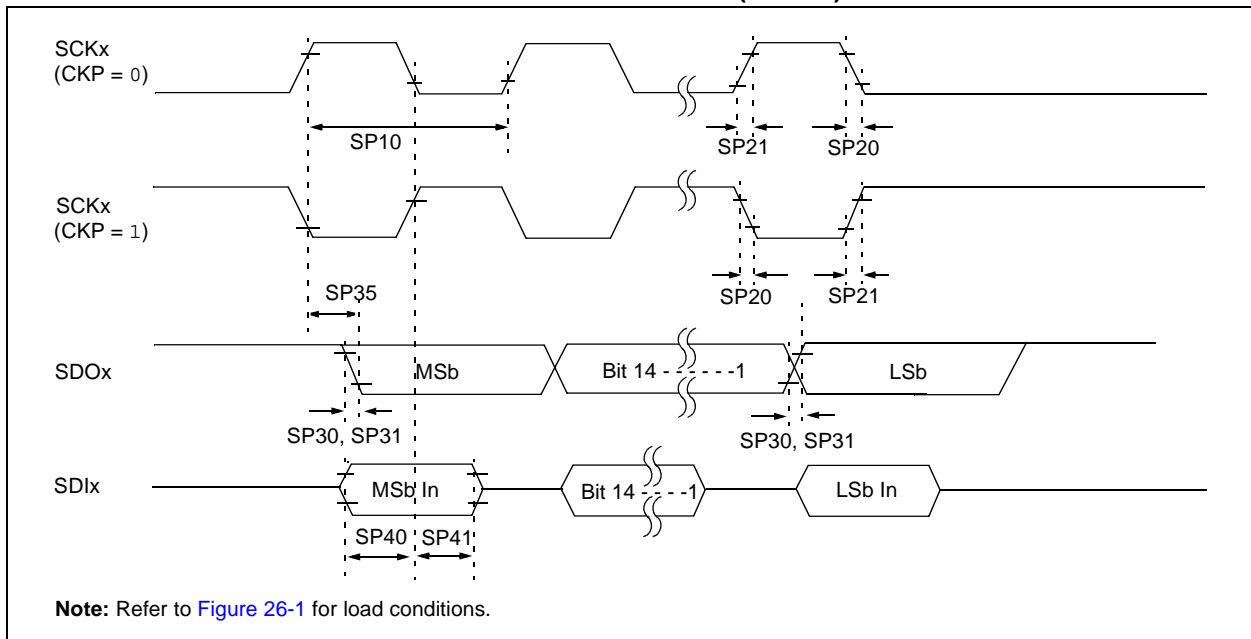 SCKx
(CKP = 0)
SP10
SP21
SP20
SCKx
(CKP = 1)
SP35
SP20
SP21
SDOx
MSb
Bit 14 - - - - - -1
LSb
SP30, SP31
SP30, SP31
SDIx
MSb In
Bit 14 - - - -1
LSb In
SP40
SP41
Note: Refer to Figure 26-1 for load conditions.